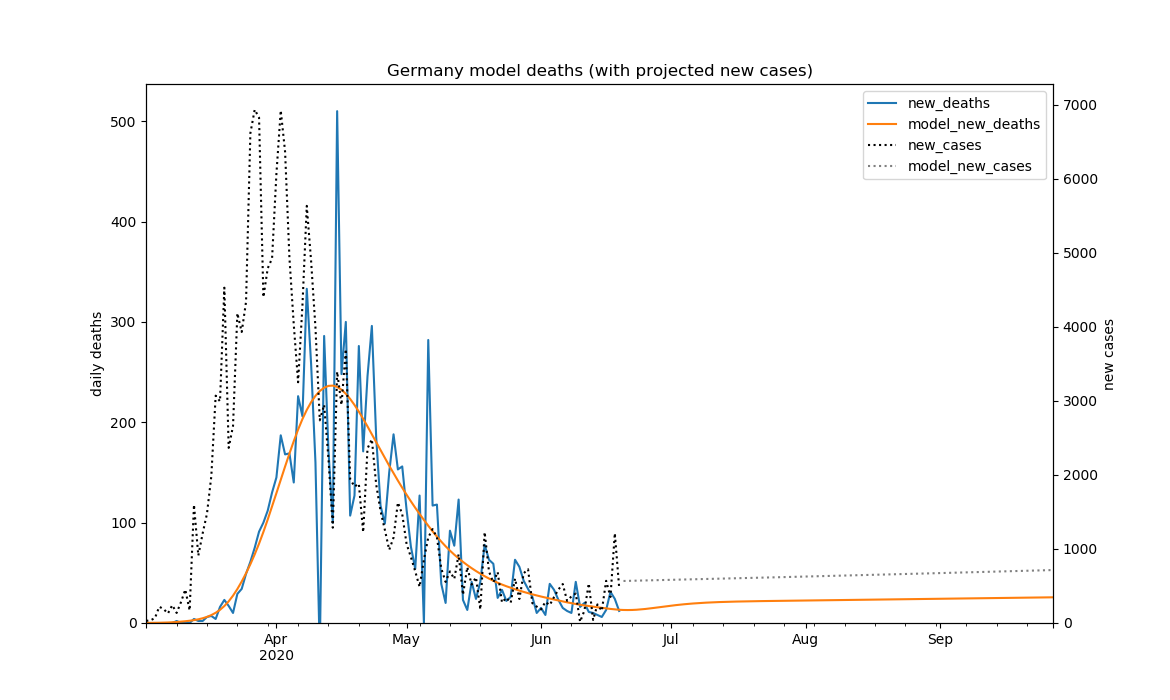 Germany model deaths (with projected new cases)
new_deaths
model_new_deaths
new_cases
model_new_cases
daily deaths
500
400
300
200
100
0
7000
6000
5000
4000
3000
2000
1000
0
new cases
Apr
2020
May
Jun
Jul
Aug
Sep